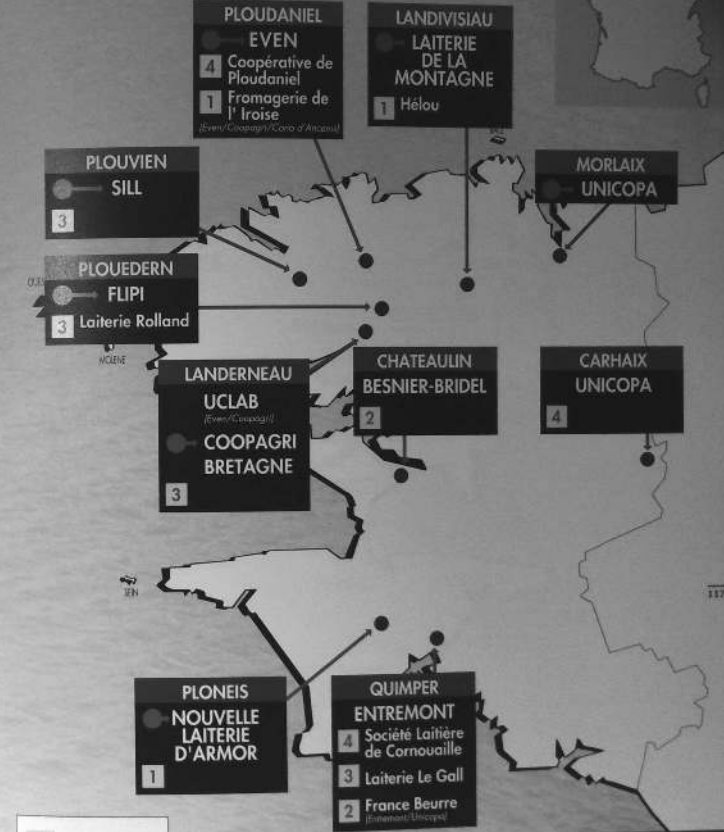 PLOUDANIEL
EVEN
4 Coopérative de
Ploudaniel
1 Fromagerie de
l' Iroise
(Even/Coopagri/Cana d'Ancenis)
LANDIVISIAU
LAITERIE
DE LA
MONTAGNE
1 Hélou
PLOUVIEN
SILL
3
MORLAIX
UNICOPA
PLOUEDERN
FLIPI
3 Laiterie Rolland
MOLENE
LANDERNEAU
UCLAB
(Even/Coopagri)
COOPAGRI
BRETAGNE
3
CHATEAULIN
BESNIER-BRIDEL
2
CARHAIX
UNICOPA
4
SEIN
117
PLONEIS
NOUVELLE
LAITERIE
D'ARMOR
1
QUIMPER
ENTREMONT
4 Société Laitière
de Cornouaille
3 Laiterie Le Gall
2 France Beurre
(Entremont/Unicopa)